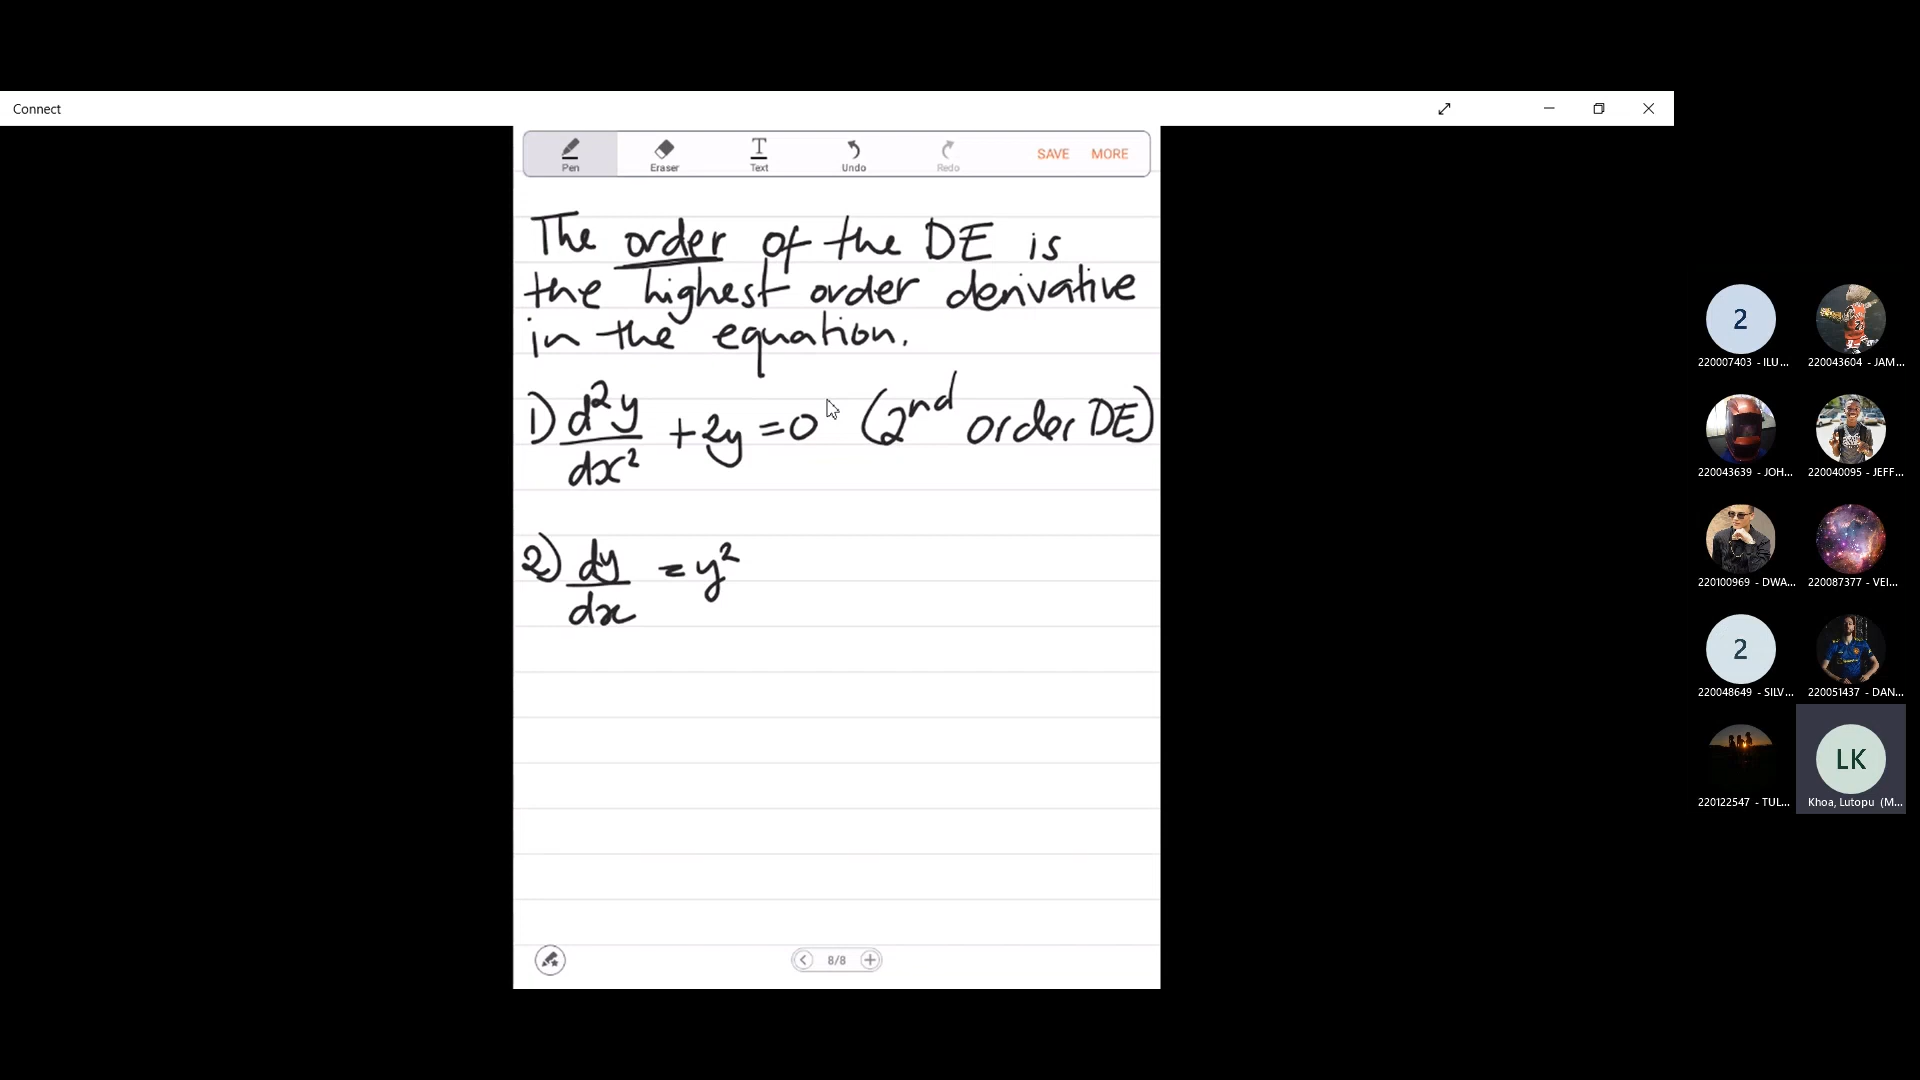 Connect
Pen
Eraser
Text
Undo
Redo
SAVE
MORE
The order of the DE is
the highest order derivative
in the equation.
1) d²y/dx² + 2y = 0 (2nd order DE)
2) dy/dx = y²
8/8
2
220007403 - ILU...
220043604 - JAM...
220043639 - JOH...
220040095 - JEFF...
220100969 - DWA...
220087377 - VEI...
2
220048649 - SILV...
220051437 - DAN...
220122547 - TUL...
LK
Khoa, Lutopu (M...